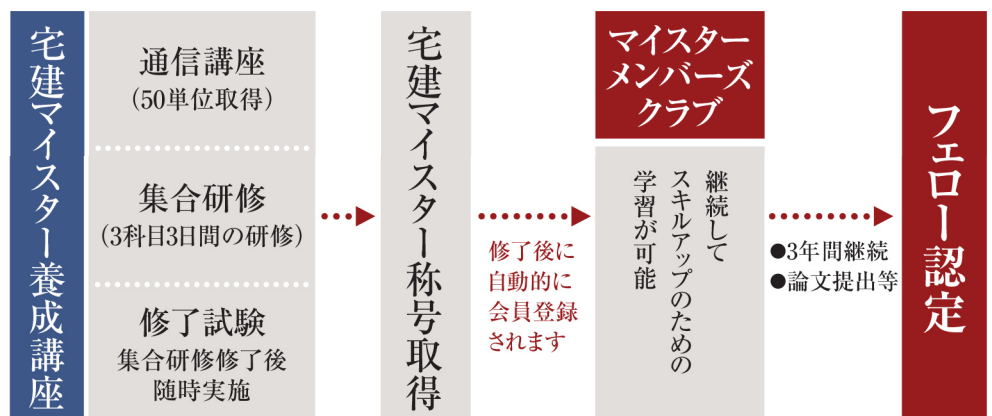 宅建マイスター養成講座
通信講座
（50単位取得）
集合研修
（3科目3日間の研修）
修了試験
集合研修修了後
随時実施
宅建マイスター称号取得
修了後に
自動的に
会員登録
されます
マイスター
メンバーズ
クラブ
継続して
スキルアップのための
学習が可能
●3年間継続
●論文提出等
フェロー認定